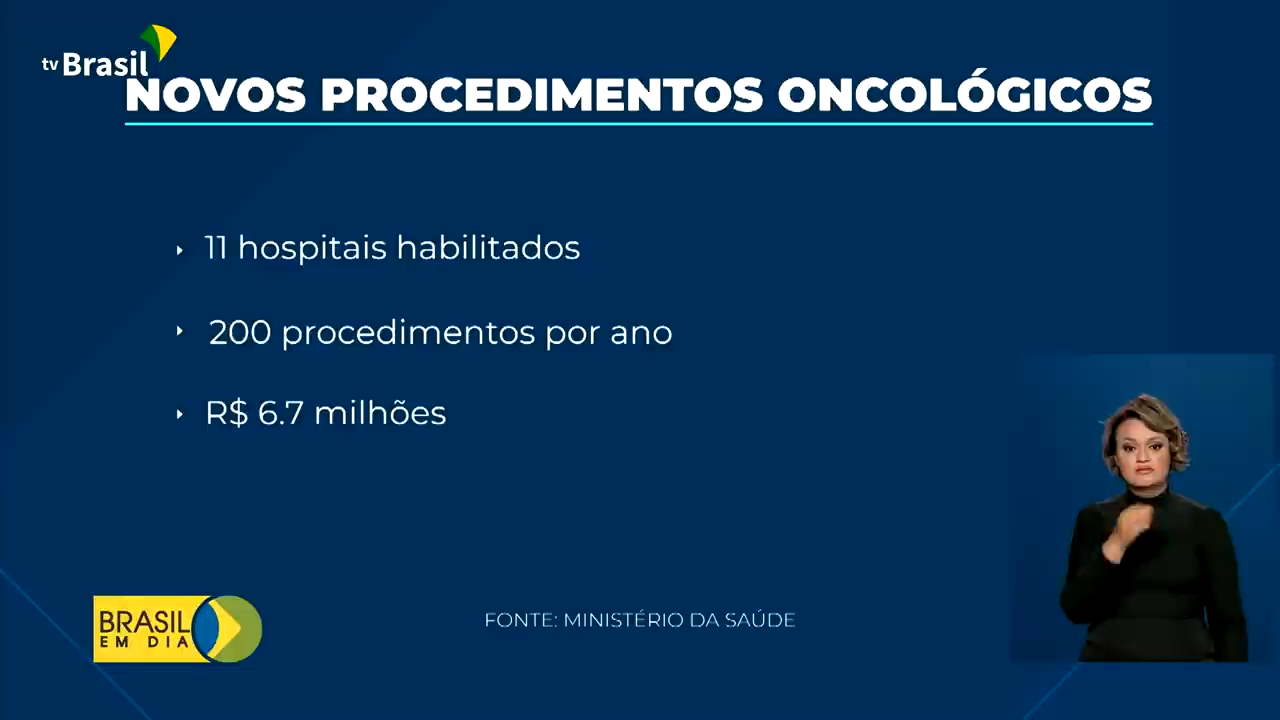 tv Brasil
NOVOS PROCEDIMENTOS ONCOLÓGICOS
11 hospitais habilitados
200 procedimentos por ano
R$ 6.7 milhões
BRASIL
EM DIA
FONTE: MINISTÉRIO DA SAÚDE